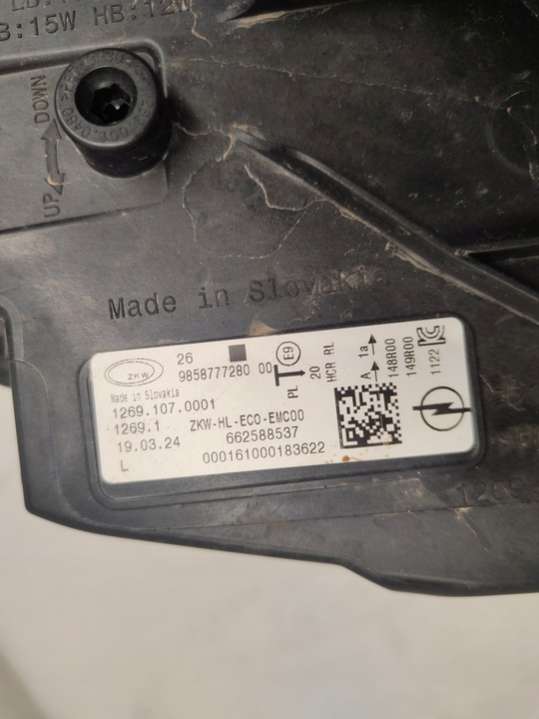 B:15W HB:12W
DOWN
UP
Made in Slovakia
ZKW
26
9858777280 00
Made in Slovakia
1269.107.0001
1269.1 ZKW-HL-ECO-EMC00
19.03.24 662588537
L 000161000183622
E9
PL
20
HCR RL
A 1a
148R00
149R00
1122